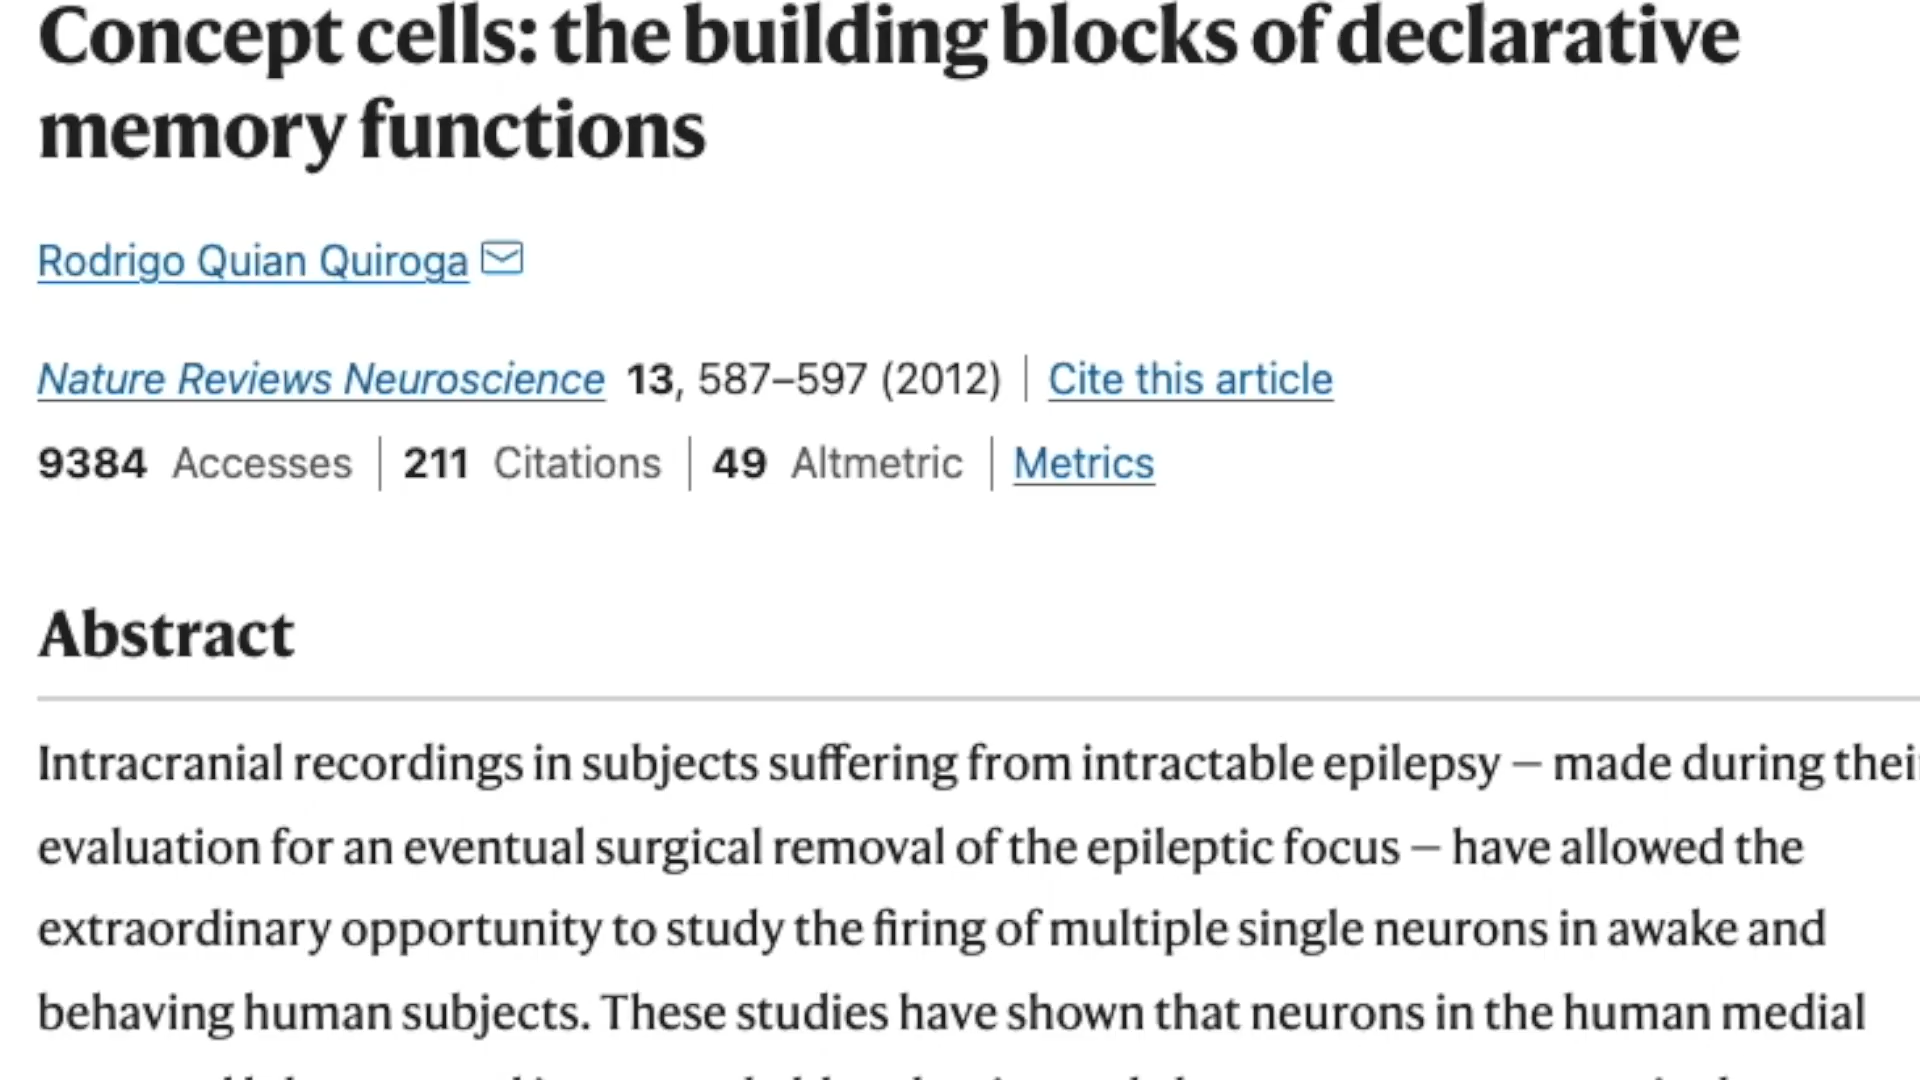 Concept cells: the building blocks of declarative
memory functions
Rodrigo Quian Quiroga
Nature Reviews Neuroscience 13, 587–597 (2012) | Cite this article
9384 Accesses | 211 Citations | 49 Altmetric | Metrics
Abstract
Intracranial recordings in subjects suffering from intractable epilepsy — made during their
evaluation for an eventual surgical removal of the epileptic focus — have allowed the
extraordinary opportunity to study the firing of multiple single neurons in awake and
behaving human subjects. These studies have shown that neurons in the human medial